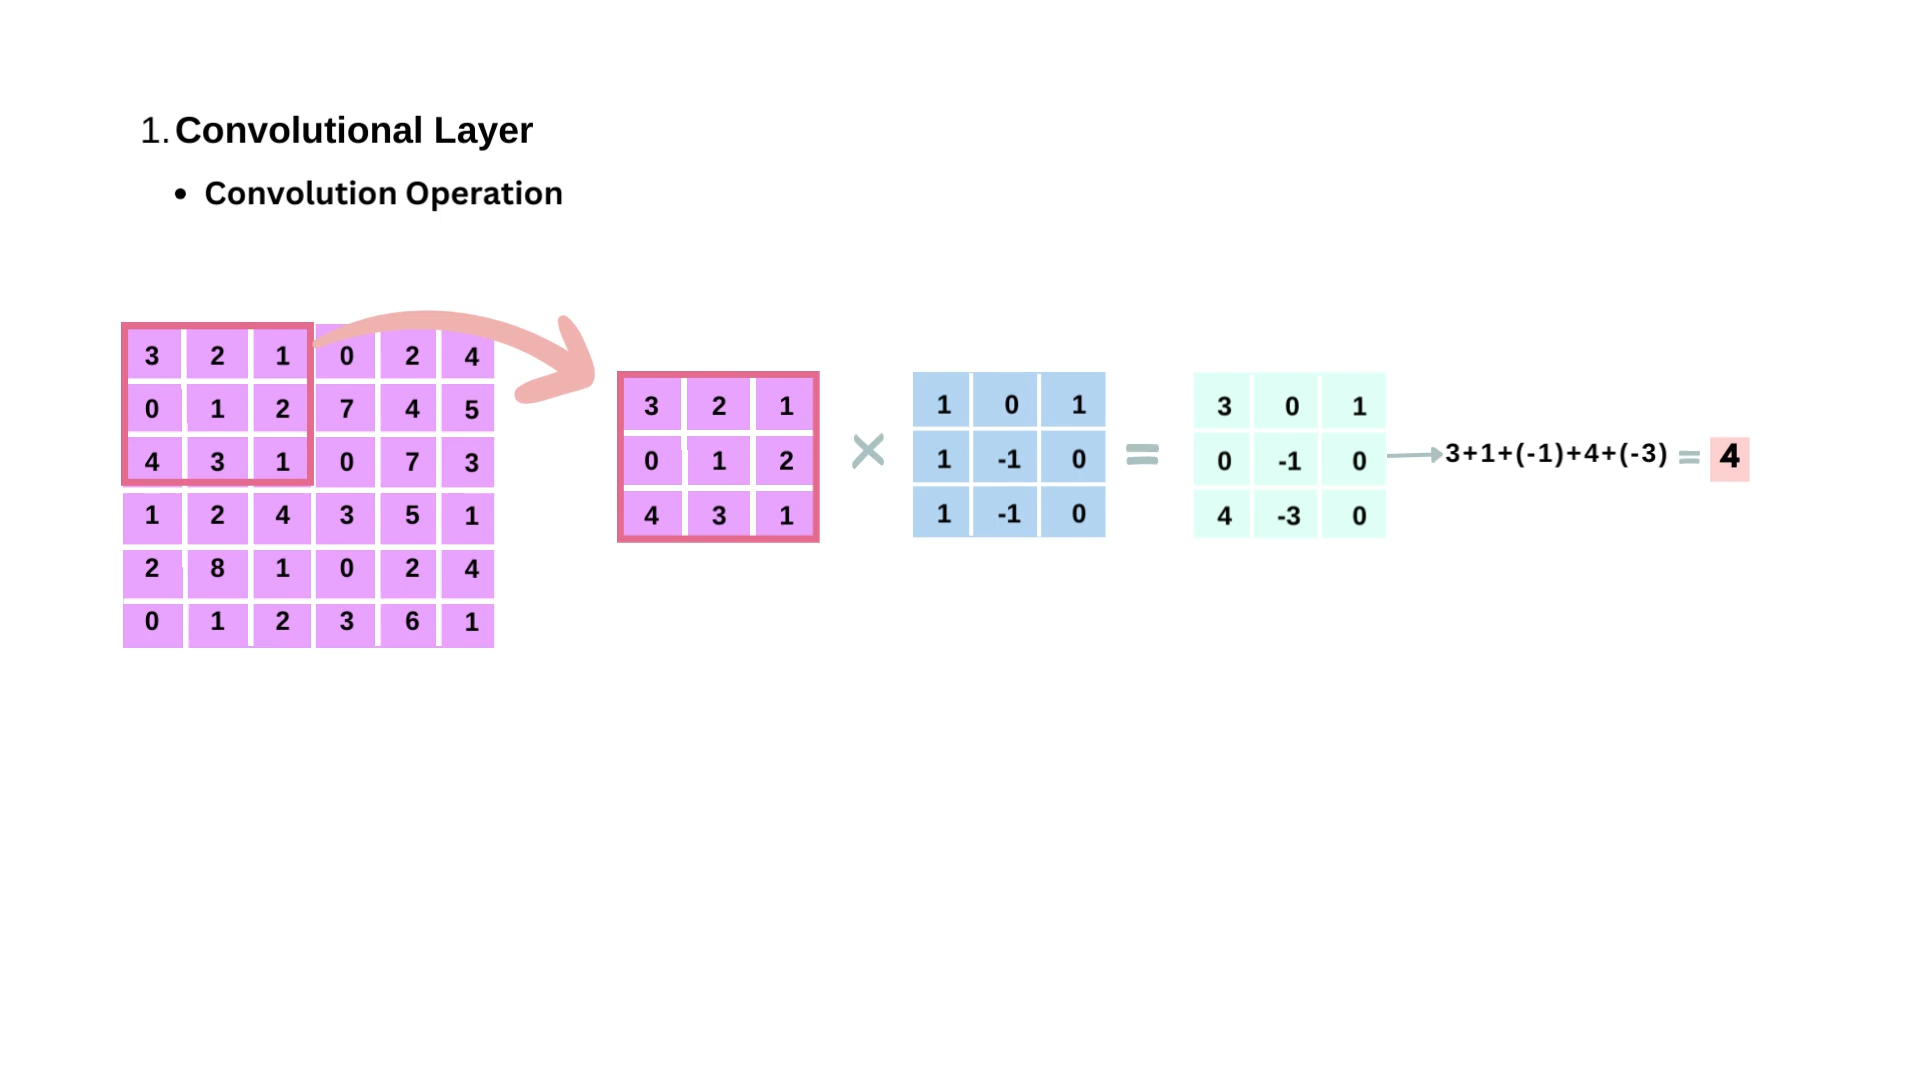 1. Convolutional Layer
• Convolution Operation
3 2 1 0 2 4
0 1 2 7 4 5
4 3 1 0 7 3
1 2 4 3 5 1
2 8 1 0 2 4
0 1 2 3 6 1
3 2 1
0 1 2
4 3 1
×
1 0 1
1 -1 0
1 -1 0
=
3 0 1
0 -1 0
4 -3 0
3+1+(-1)+4+(-3) = 4